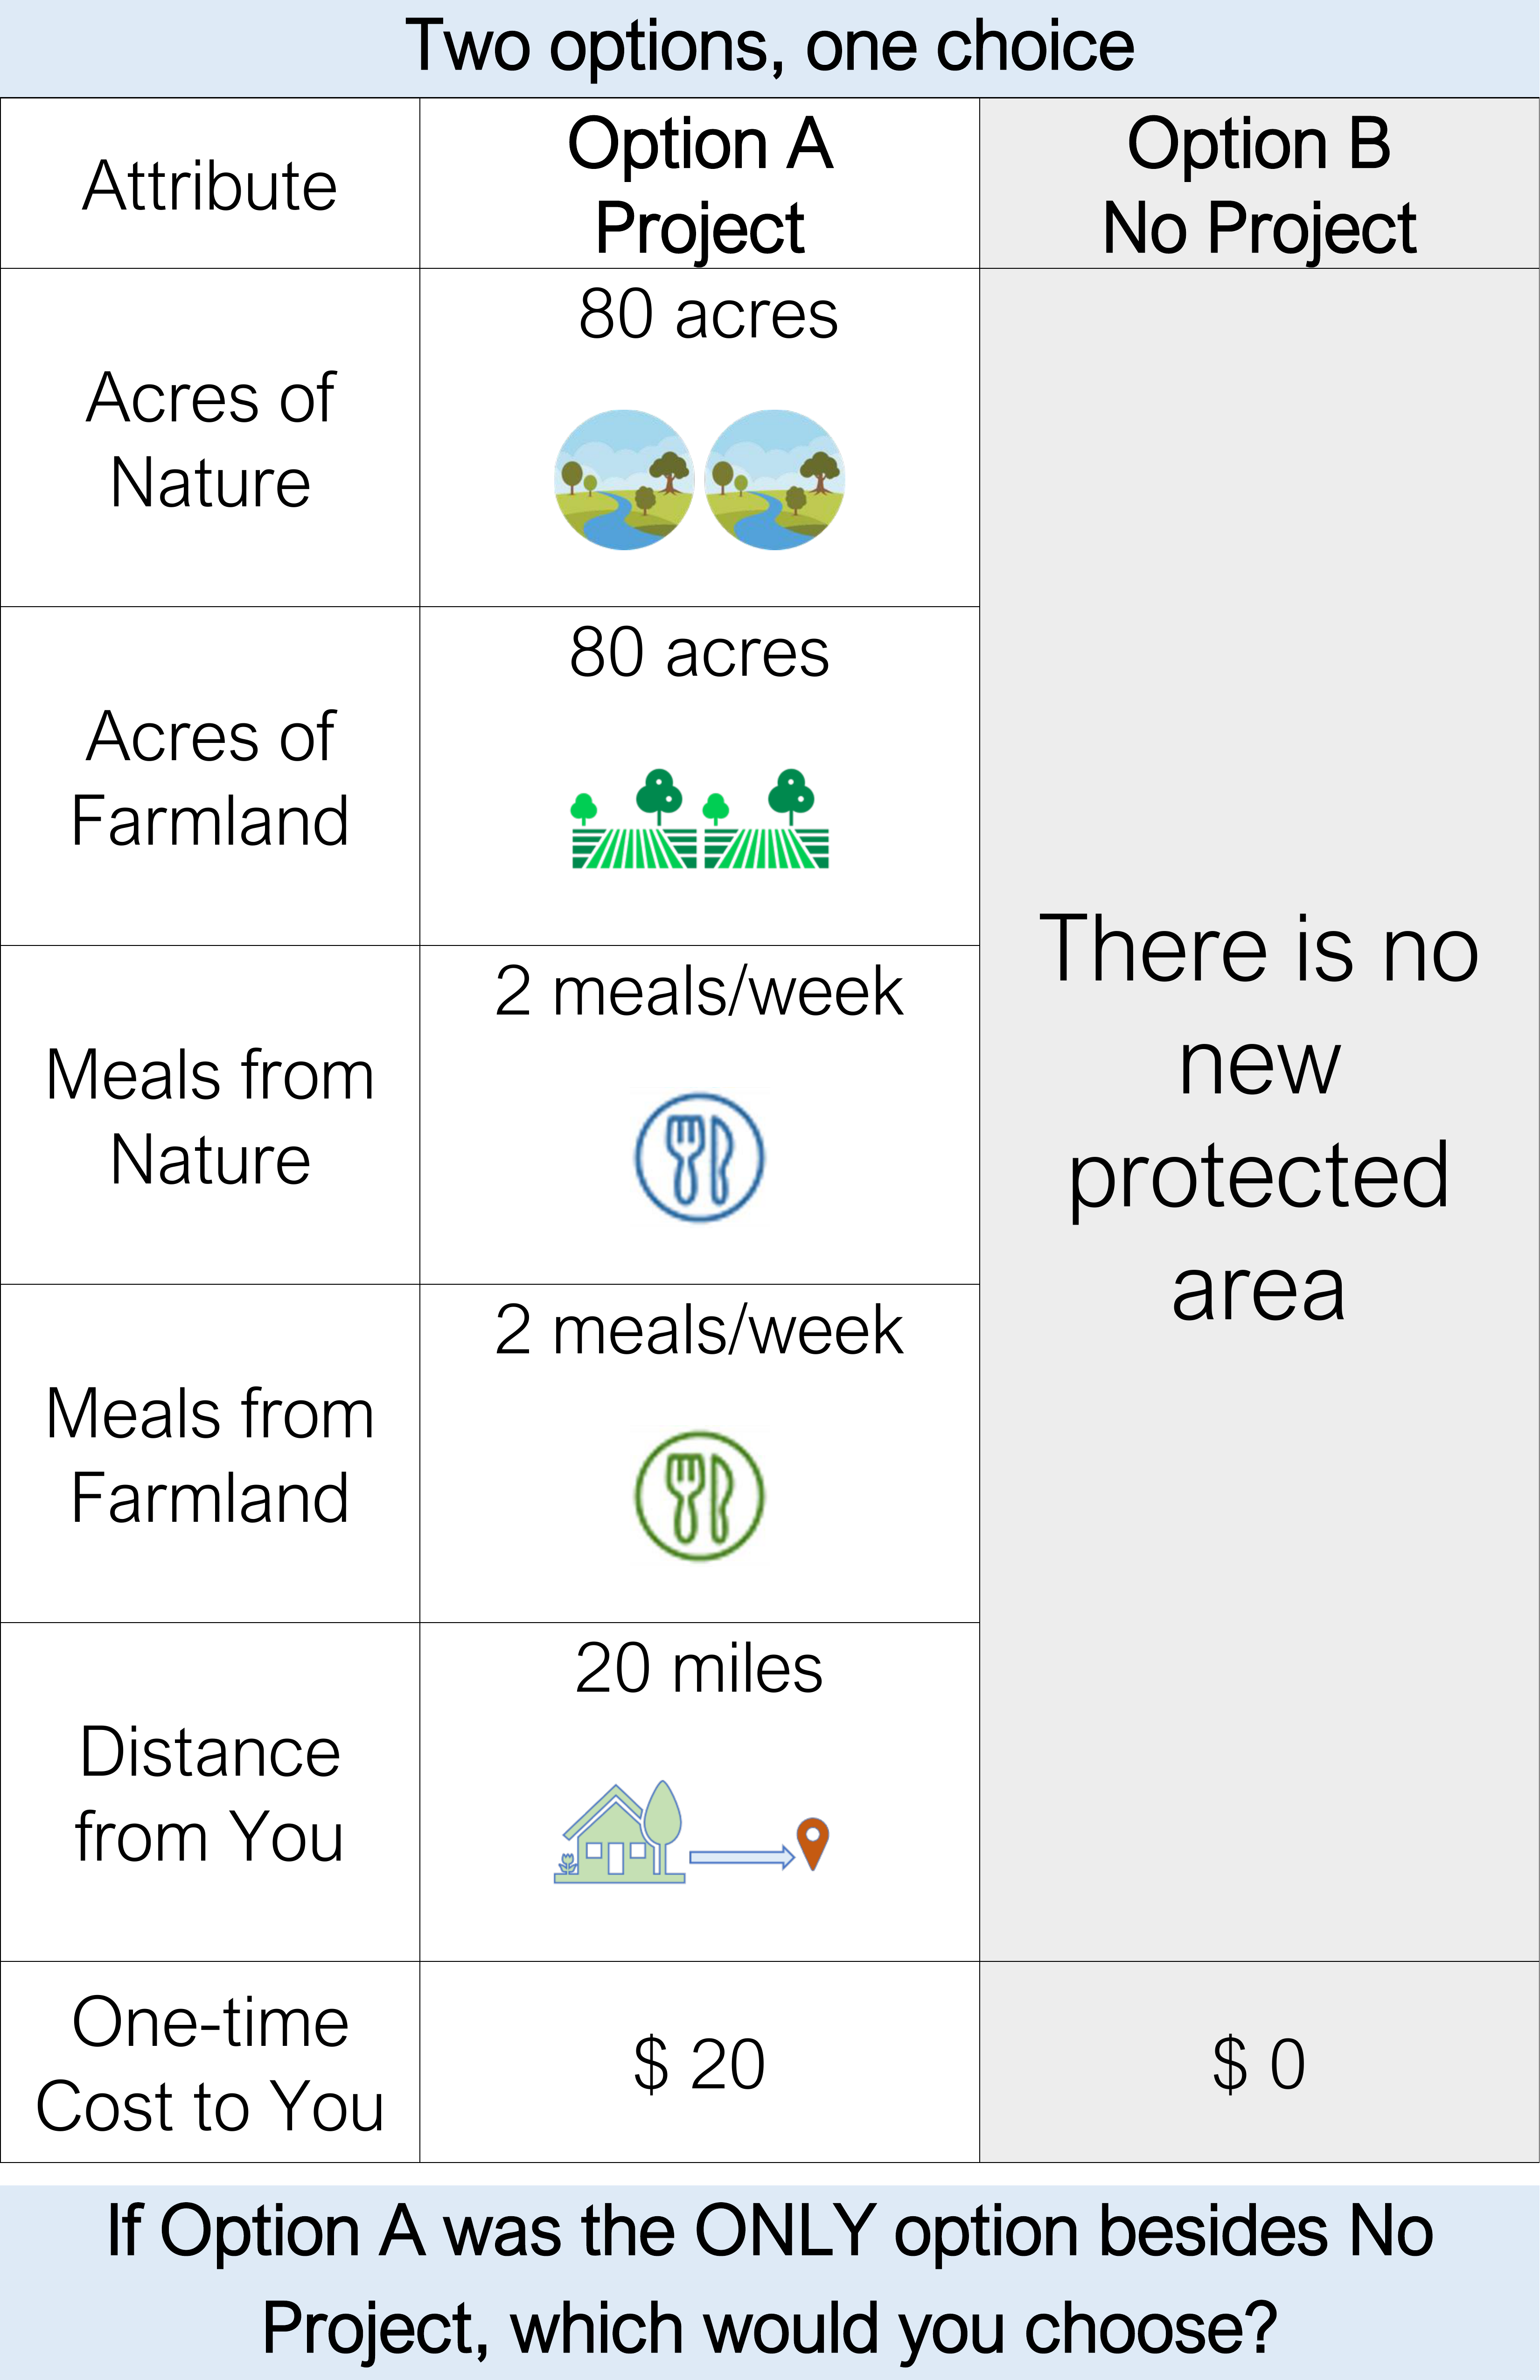 Two options, one choice
Attribute
Option A
Project
Option B
No Project
Acres of
Nature
80 acres
There is no
new
protected
area
Acres of
Farmland
80 acres
Meals from
Nature
2 meals/week
Meals from
Farmland
2 meals/week
Distance
from You
20 miles
One-time
Cost to You
$ 20
$ 0
If Option A was the ONLY option besides No
Project, which would you choose?